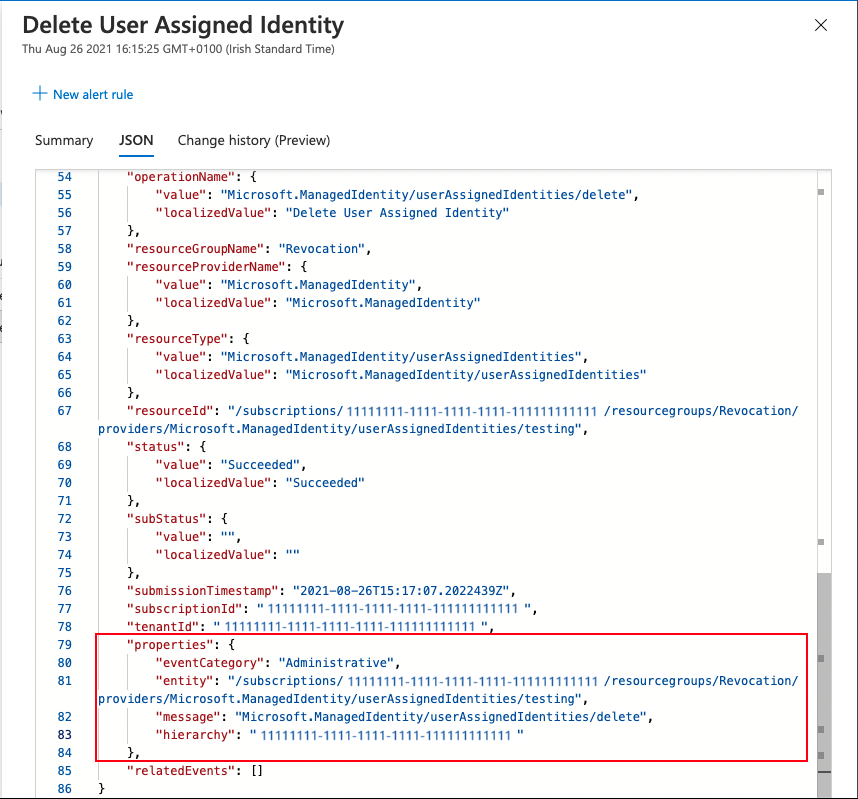 Delete User Assigned Identity
Thu Aug 26 2021 16:15:25 GMT+0100 (Irish Standard Time)
New alert rule
Summary JSON Change history (Preview)
54 "operationName": {
55 "value": "Microsoft.ManagedIdentity/userAssignedIdentities/delete",
56 "localizedValue": "Delete User Assigned Identity"
57 },
58 "resourceGroupName": "Revocation",
59 "resourceProviderName": {
60 "value": "Microsoft.ManagedIdentity",
61 "localizedValue": "Microsoft.ManagedIdentity"
62 },
63 "resourceType": {
64 "value": "Microsoft.ManagedIdentity/userAssignedIdentities",
65 "localizedValue": "Microsoft.ManagedIdentity/userAssignedIdentities"
66 },
67 "resourceId": "/subscriptions/ 11111111-1111-1111-1111-111111111111 /resourcegroups/Revocation/
providers/Microsoft.ManagedIdentity/userAssignedIdentities/testing",
68 "status": {
69 "value": "Succeeded",
70 "localizedValue": "Succeeded"
71 },
72 "subStatus": {
73 "value": "",
74 "localizedValue": ""
75 },
76 "submissionTimestamp": "2021-08-26T15:17:07.2022439Z",
77 "subscriptionId": " 11111111-1111-1111-1111-111111111111 ",
78 "tenantId": " 11111111-1111-1111-1111-111111111111 ",
79 "properties": {
80 "eventCategory": "Administrative",
81 "entity": "/subscriptions/ 11111111-1111-1111-1111-111111111111 /resourcegroups/Revocation/
providers/Microsoft.ManagedIdentity/userAssignedIdentities/testing",
82 "message": "Microsoft.ManagedIdentity/userAssignedIdentities/delete",
83 "hierarchy": " 11111111-1111-1111-1111-111111111111 "
84 },
85 "relatedEvents": []
86 }